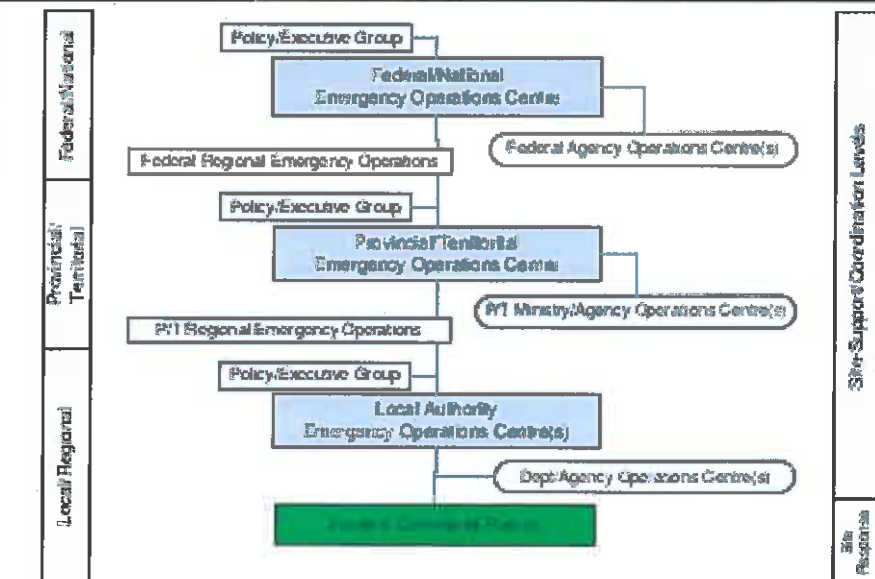 Policy/Executive Group
Federal/National
Emergency Operations Centre
Federal Agency Operations Centre(s)
Federal Regional Emergency Operations
Policy/Executive Group
Provincial/Territorial
Emergency Operations Centre
P/T Ministry/Agency Operations Centre(s)
P/T Regional Emergency Operations
Policy/Executive Group
Local Authority
Emergency Operations Centre(s)
Dept/Agency Operations Centre(s)
Federal/National
Provincial/
Territorial
Local/Regional
Site-Support/Coordination Levels
Site
Response